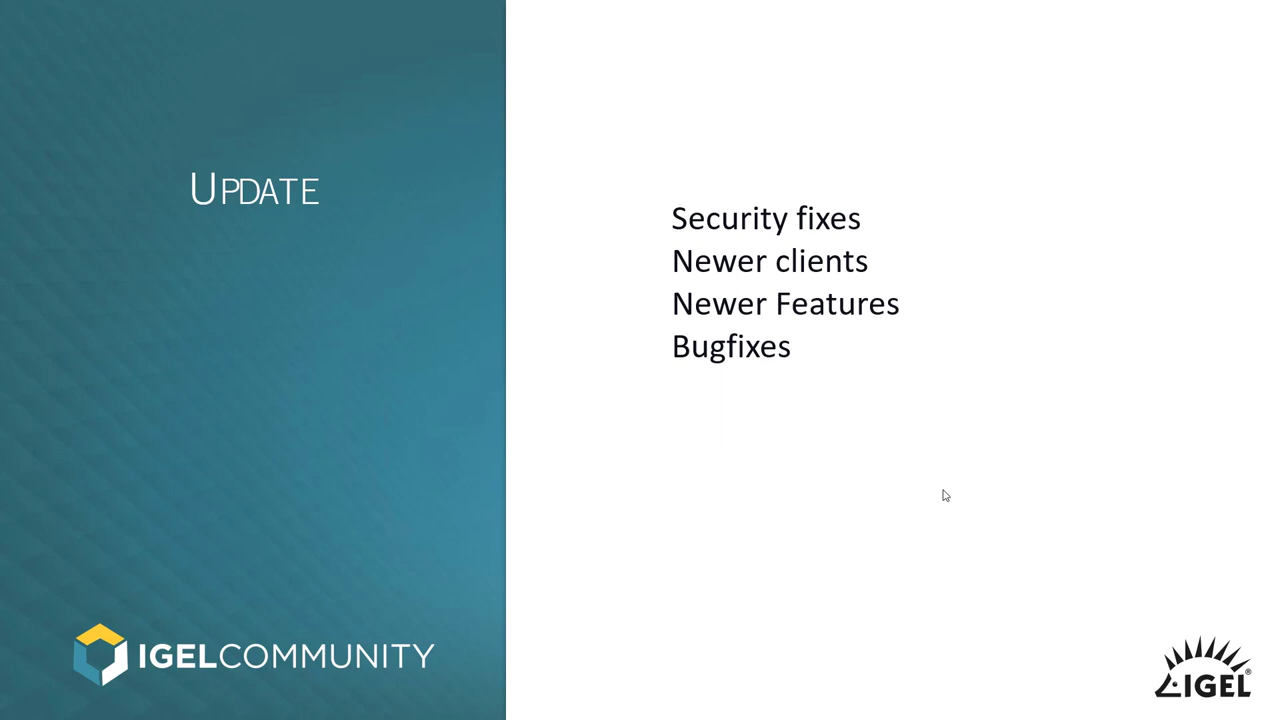 UPDATE
Security fixes
Newer clients
Newer Features
Bugfixes
IGELCOMMUNITY
IGEL®